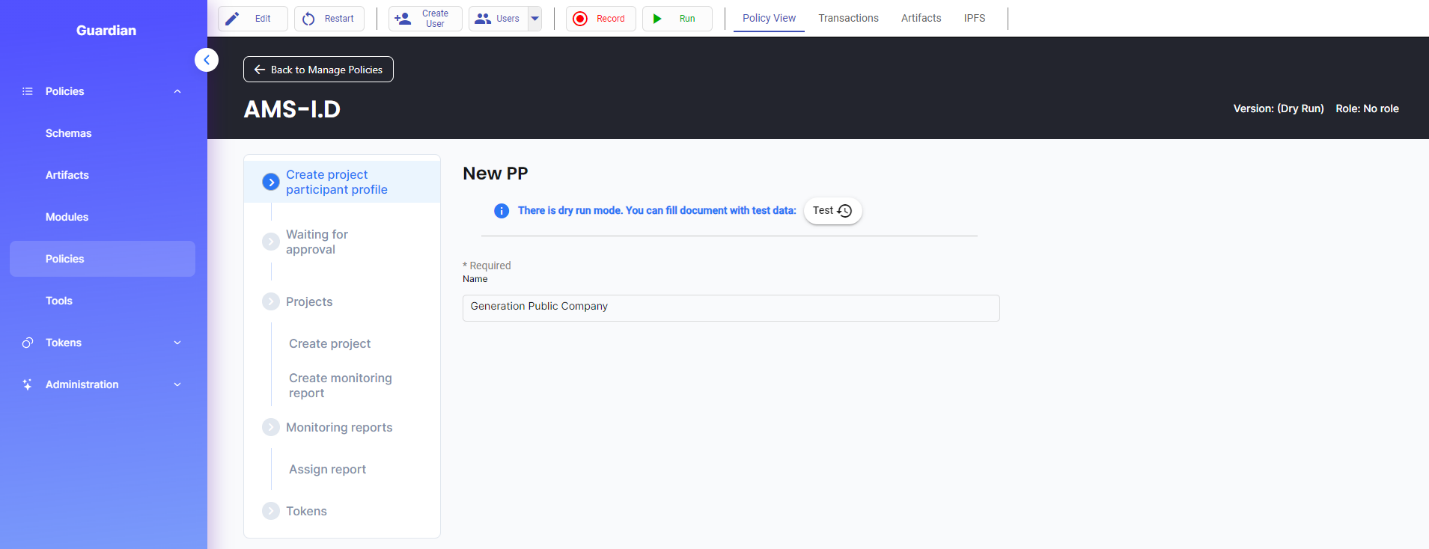 Guardian
Policies
Schemas
Artifacts
Modules
Policies
Tools
Tokens
Administration
Edit
Restart
Create
User
Users
Record
Run
Policy View
Transactions
Artifacts
IPFS
Back to Manage Policies
AMS-I.D
Version: (Dry Run)
Role: No role
Create project
participant profile
Waiting for
approval
Projects
Create project
Create monitoring
report
Monitoring reports
Assign report
Tokens
New PP
There is dry run mode. You can fill document with test data:
Test
* Required
Name
Generation Public Company